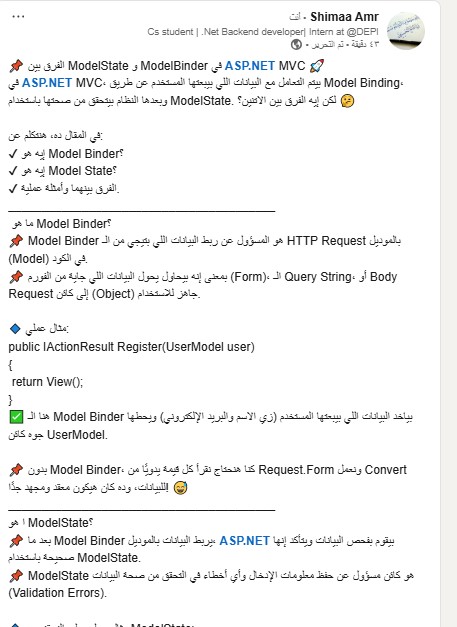 Shimaa Amr • أنت
Cs student | .Net Backend developer| Intern at @DEPI
٤٣ دقيقة • تم التحرير •
📌 الفرق بين ModelState و ModelBinder في ASP.NET MVC 🚀
في ASP.NET MVC، يتم التعامل مع البيانات اللي بيبعتها المستخدم عن طريق Model Binding،
وبعدها النظام بيتحقق من صحتها باستخدام ModelState. لكن إيه الفرق بين الاتنين؟ 🤔
في المقال ده، هنتكلم عن:
✔ إيه هو Model Binder؟
✔ إيه هو Model State؟
✔ الفرق بينهما وأمثلة عملية.
________________________________________
ما هو Model Binder؟
📌 Model Binder هو المسؤول عن ربط البيانات اللي بتيجي من الـ HTTP Request بالموديل
(Model) في الكود.
📌 بمعنى إنه بيحاول يحول البيانات اللي جاية من الفورم (Form)، الـ Query String، أو Body
Request إلى كائن (Object) جاهز للاستخدام.
🔹 مثال عملي:
public IActionResult Register(UserModel user)
{
return View();
}
✅ هنا الـ Model Binder بياخد البيانات اللي بيبعتها المستخدم (زي الاسم والبريد الإلكتروني) ويحطها
جوه كائن UserModel.
📌 بدون Model Binder، كنا هنحتاج نقرأ كل قيمة يدويًا من Request.Form ونعمل Convert
للبيانات، وده كان هيكون معقد ومجهد جدًا! 😅
________________________________________
ا هو ModelState؟
📌 بعد ما Model Binder يربط البيانات بالموديل، ASP.NET بيقوم بفحص البيانات ويتأكد إنها
صحيحة باستخدام ModelState.
📌 ModelState هو كائن مسؤول عن حفظ معلومات الإدخال وأي أخطاء في التحقق من صحة البيانات
(Validation Errors).